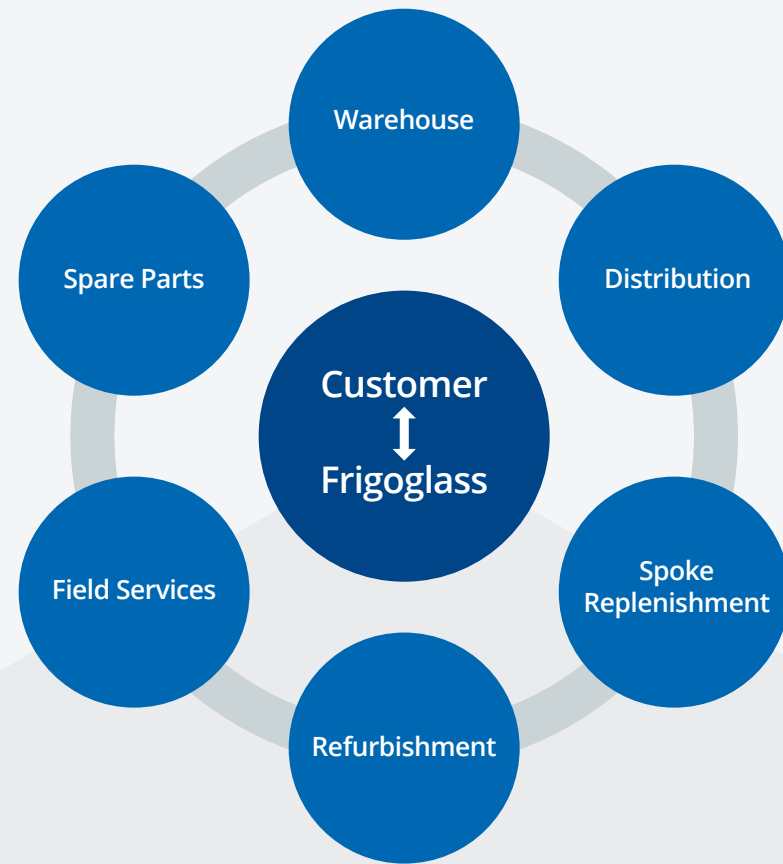 Warehouse
Spare Parts
Distribution
Customer
Frigoglass
Field Services
Spoke
Replenishment
Refurbishment